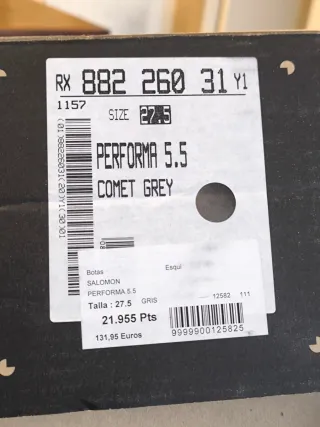 RX 882 260 31 Y1
1157
SIZE 27.5
PERFORMA 5.5
COMET GREY
Botas Esquí
SALOMON
PERFORMA 5.5
Talla : 27.5 GRIS
12582 111
21.955 Pts
131,95 Euros
9999900125825